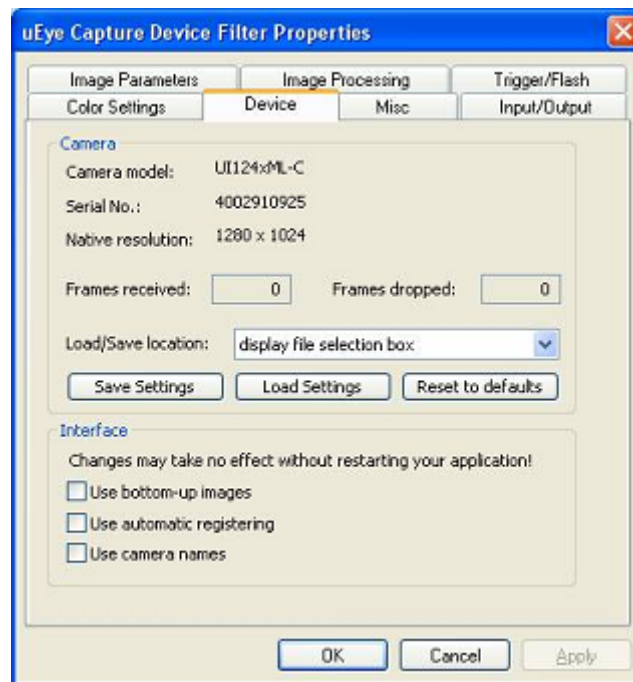 uEye Capture Device Filter Properties
Image Parameters Image Processing Trigger/Flash
Color Settings Device Misc Input/Output
Camera
Camera model: UI124xML-C
Serial No.: 4002910925
Native resolution: 1280 x 1024
Frames received: 0 Frames dropped: 0
Load/Save location: display file selection box
Save Settings Load Settings Reset to defaults
Interface
Changes may take no effect without restarting your application!
Use bottom-up images
Use automatic registering
Use camera names
OK Cancel Apply